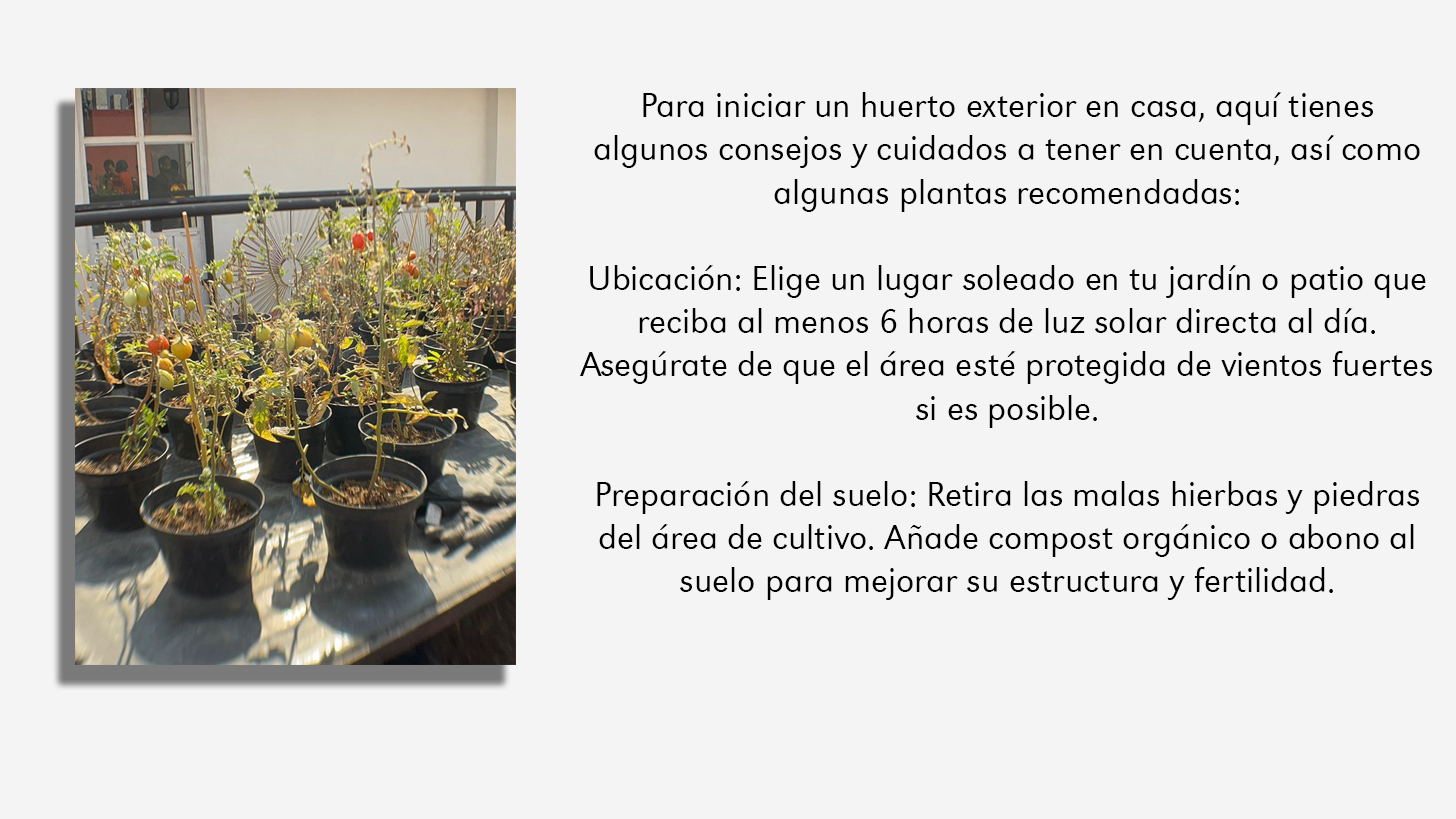 Para iniciar un huerto exterior en casa, aquí tienes
algunos consejos y cuidados a tener en cuenta, así como
algunas plantas recomendadas:
Ubicación: Elige un lugar soleado en tu jardín o patio que
reciba al menos 6 horas de luz solar directa al día.
Asegúrate de que el área esté protegida de vientos fuertes
si es posible.
Preparación del suelo: Retira las malas hierbas y piedras
del área de cultivo. Añade compost orgánico o abono al
suelo para mejorar su estructura y fertilidad.